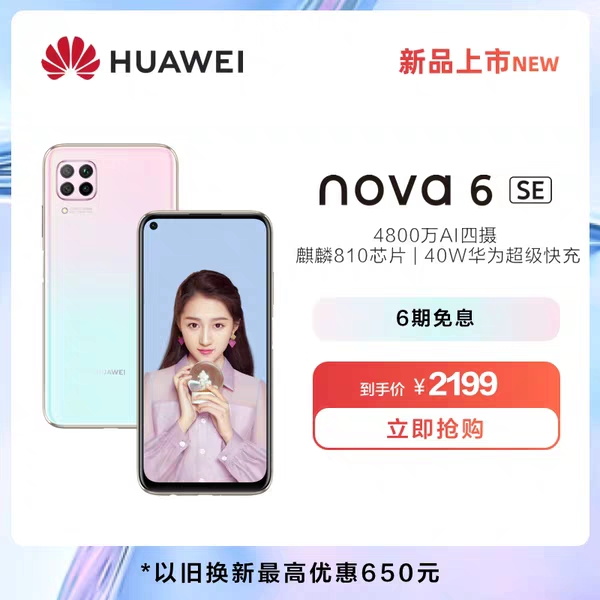 HUAWEI
新品上市NEW
nova 6 SE
4800万AI四摄
麒麟810芯片 | 40W华为超级快充
6期免息
到手价 ¥2199
立即抢购
HUAWEI
*以旧换新最高优惠650元